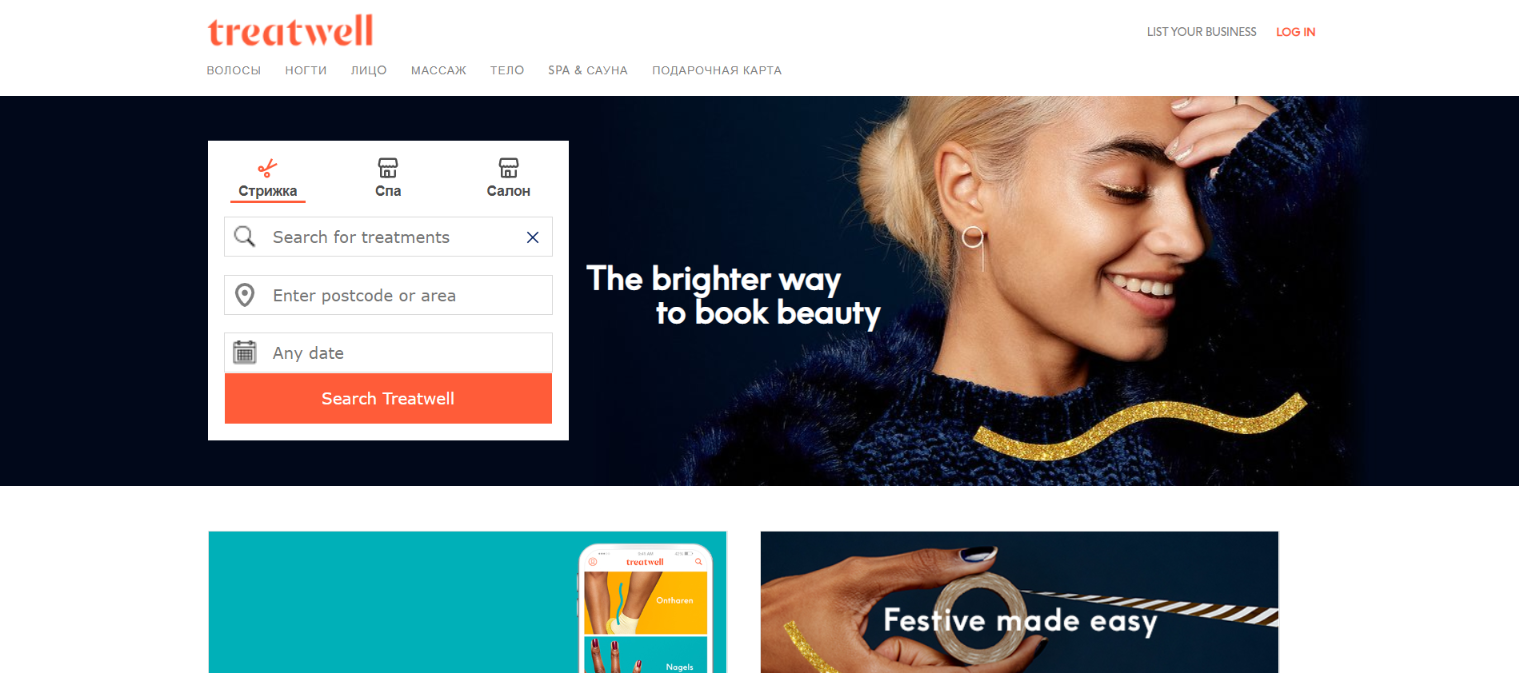 treatwell
LIST YOUR BUSINESS LOG IN
ВОЛОСЫ НОГТИ ЛИЦО МАССАЖ ТЕЛО SPA & САУНА ПОДАРОЧНАЯ КАРТА
Стрижка Спа Салон
Search for treatments
Enter postcode or area
Any date
Search Treatwell
The brighter way
to book beauty
treatwell
Ontharen
Nagels
Festive made easy